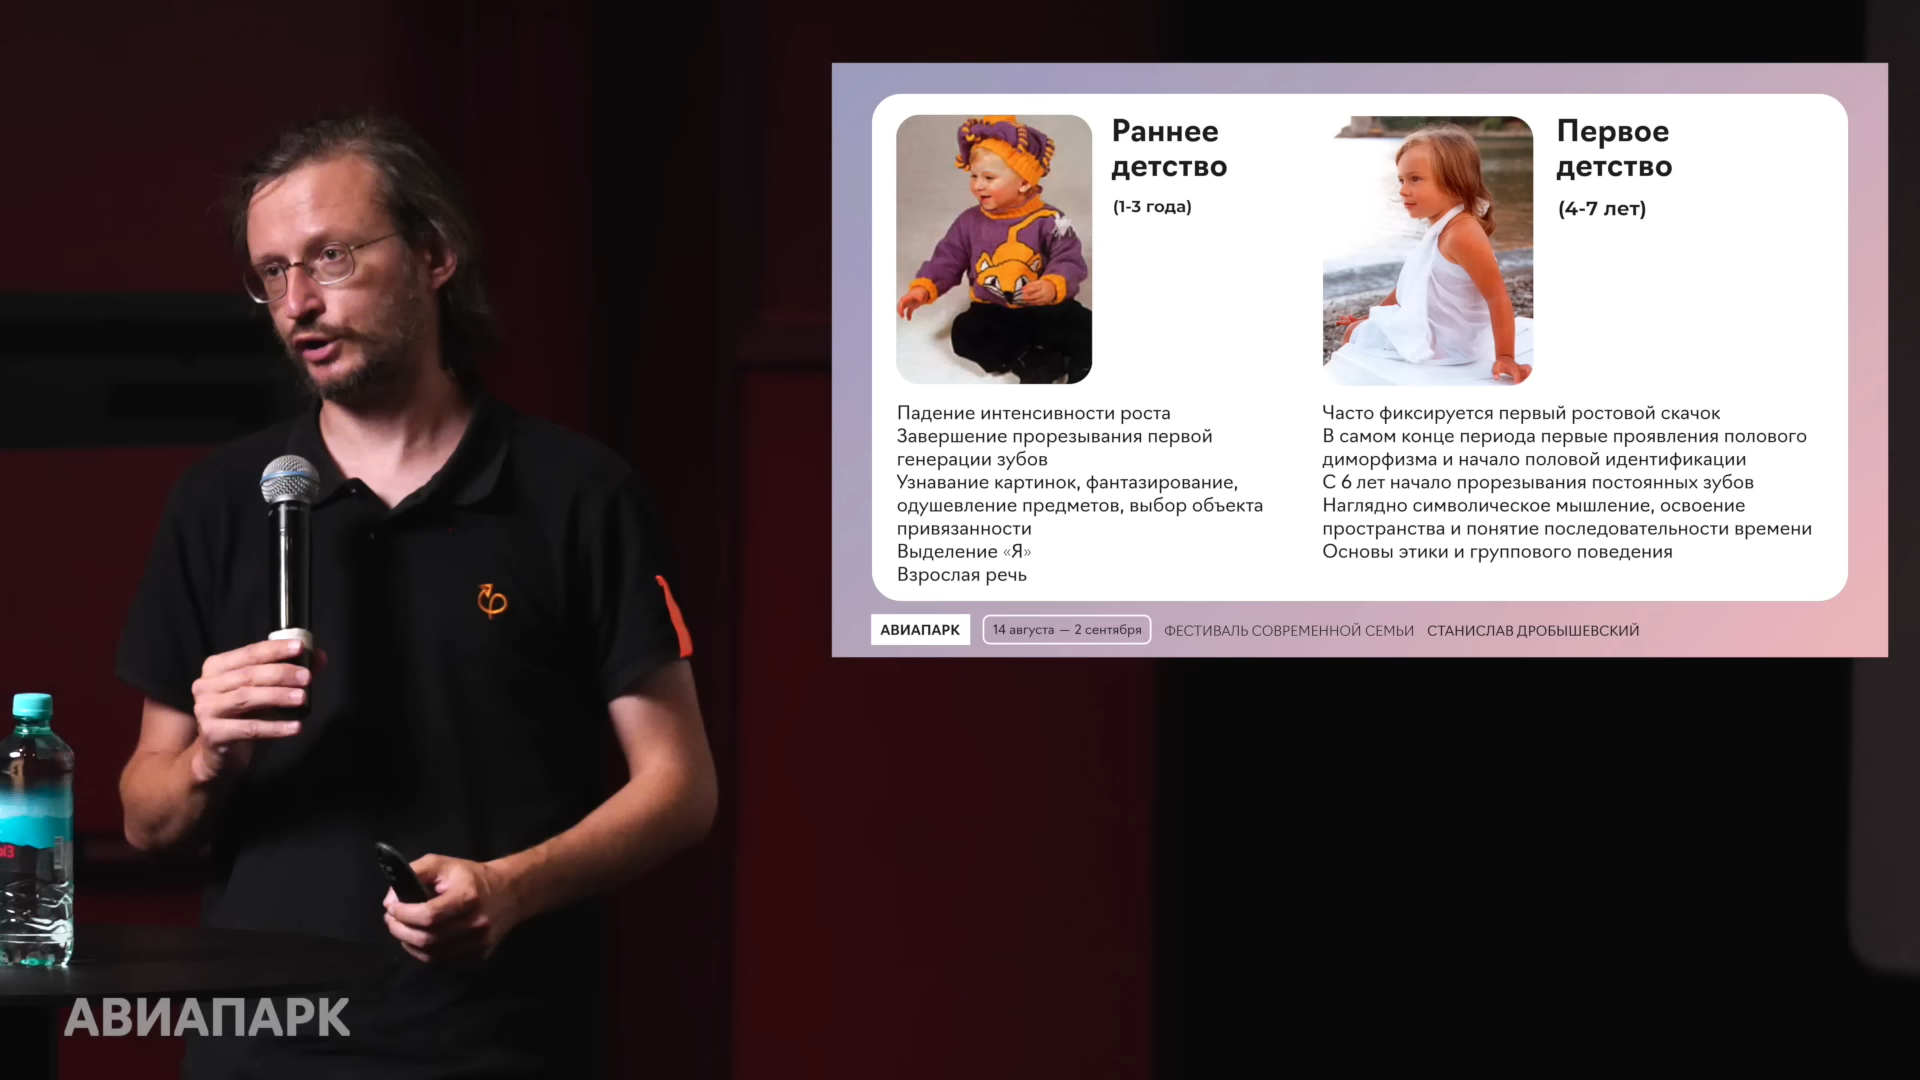 Раннее
детство
(1-3 года)
Падение интенсивности роста
Завершение прорезывания первой
генерации зубов
Узнавание картинок, фантазирование,
одушевление предметов, выбор объекта
привязанности
Выделение «Я»
Взрослая речь
Первое
детство
(4-7 лет)
Часто фиксируется первый ростовой скачок
В самом конце периода первые проявления полового
диморфизма и начало половой идентификации
С 6 лет начало прорезывания постоянных зубов
Наглядно символическое мышление, освоение
пространства и понятие последовательности времени
Основы этики и группового поведения
АВИАПАРК 14 августа — 2 сентября ФЕСТИВАЛЬ СОВРЕМЕННОЙ СЕМЬИ СТАНИСЛАВ ДРОБЫШЕВСКИЙ
АВИАПАРК